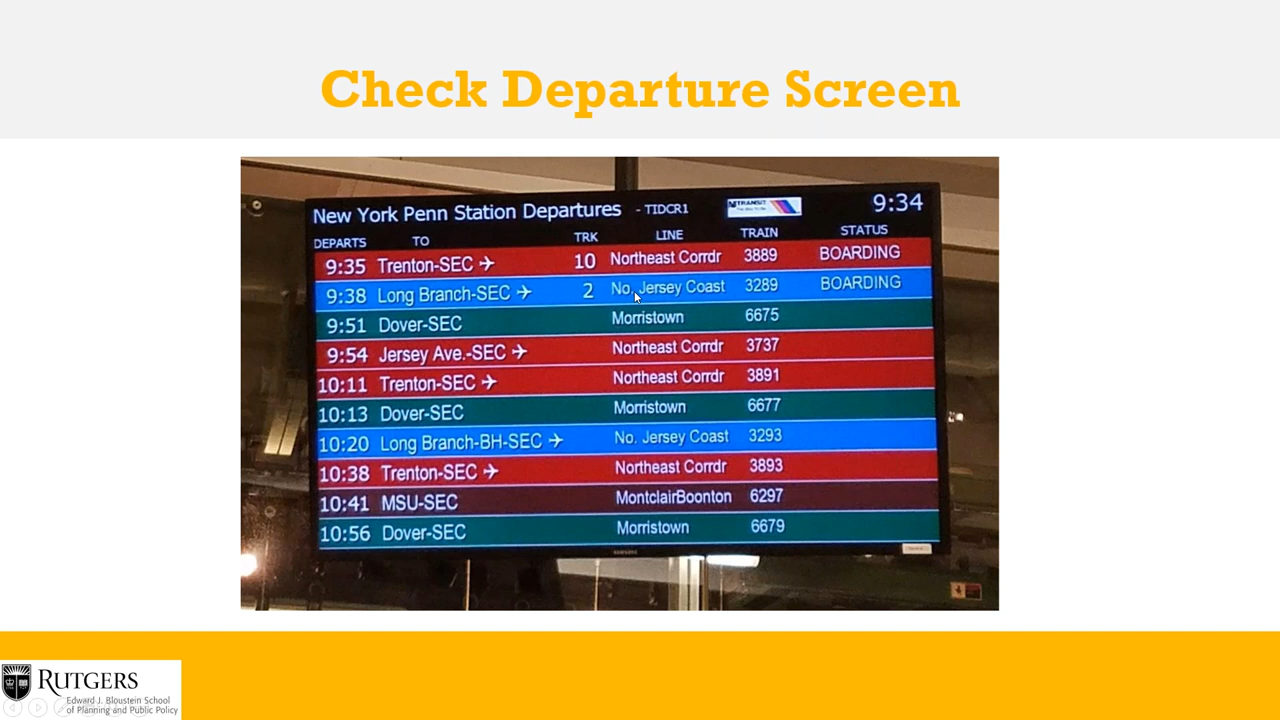 Check Departure Screen
New York Penn Station Departures - TIDCR1 TRANSIT 9:34
DEPARTS TO TRK LINE TRAIN STATUS
9:35 Trenton-SEC ✈ 10 Northeast Corrdr 3889 BOARDING
9:38 Long Branch-SEC ✈ 2 No. Jersey Coast 3289 BOARDING
9:51 Dover-SEC Morristown 6675
9:54 Jersey Ave.-SEC ✈ Northeast Corrdr 3737
10:11 Trenton-SEC ✈ Northeast Corrdr 3891
10:13 Dover-SEC Morristown 6677
10:20 Long Branch-BH-SEC ✈ No. Jersey Coast 3293
10:38 Trenton-SEC ✈ Northeast Corrdr 3893
10:41 MSU-SEC MontclairBoonton 6297
10:56 Dover-SEC Morristown 6679
SAMSUNG
RUTGERS
Edward J. Bloustein School
of Planning and Public Policy